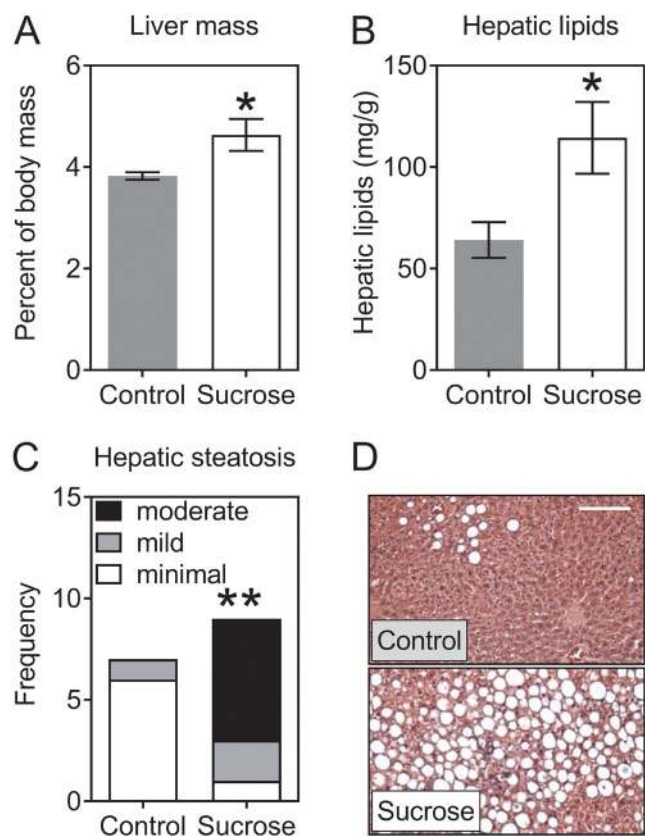 A
Liver mass
Percent of body mass
6
4
2
0
*
Control Sucrose
B
Hepatic lipids
Hepatic lipids (mg/g)
150
100
50
0
*
Control Sucrose
C
Hepatic steatosis
Frequency
15
10
5
0
moderate
mild
minimal
**
Control Sucrose
D
Control
Sucrose